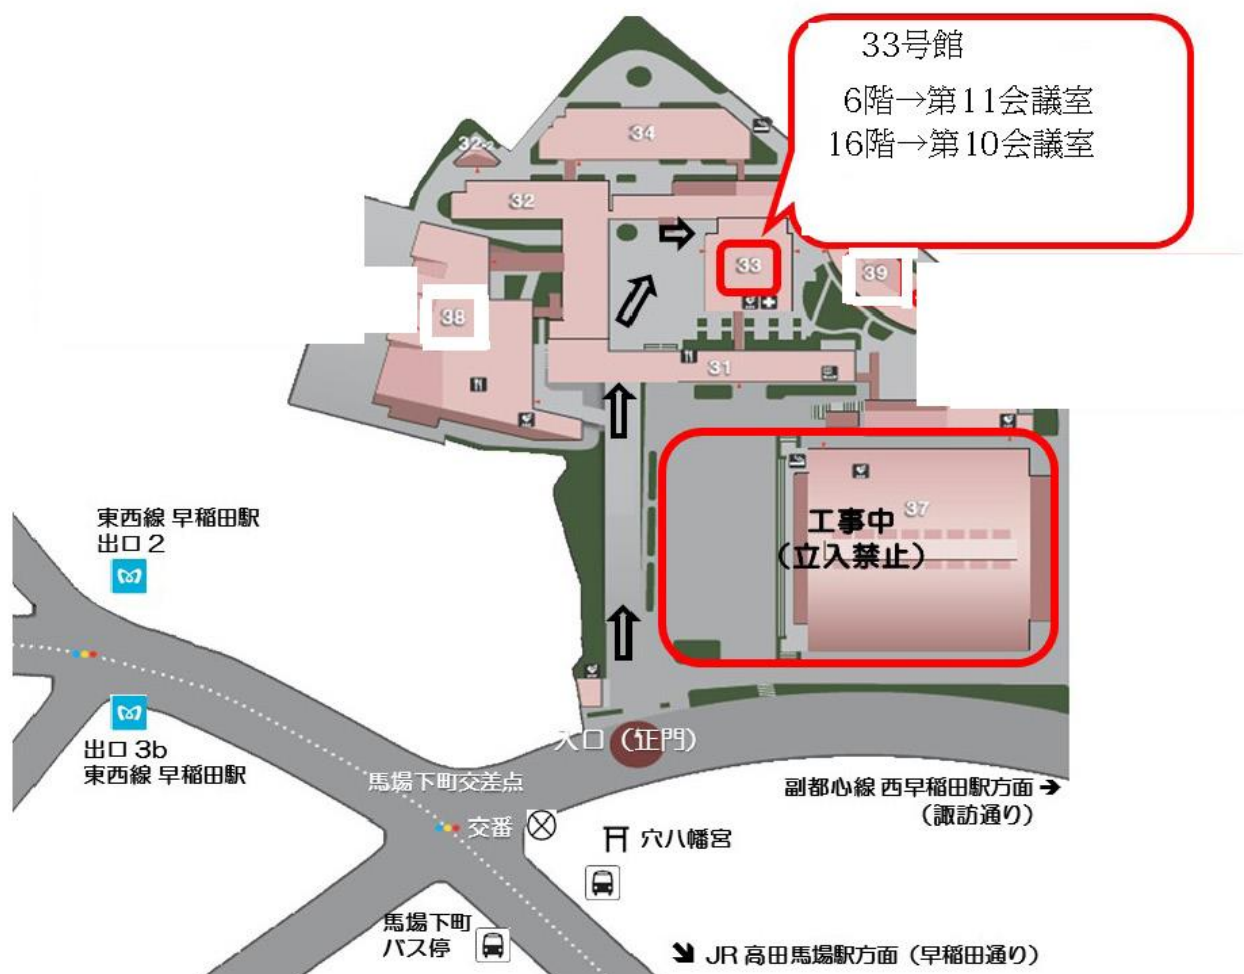 33号館
6階→第11会議室
16階→第10会議室
34
32-2
32
33
39
38
31
37
工事中
（立入禁止）
東西線 早稲田駅
出口 2
出口 3b
東西線 早稲田駅
入口（正門）
馬場下町交差点
交番
副都心線 西早稲田駅方面 →
（諏訪通り）
穴八幡宮
馬場下町
バス停
JR 高田馬場駅方面（早稲田通り）